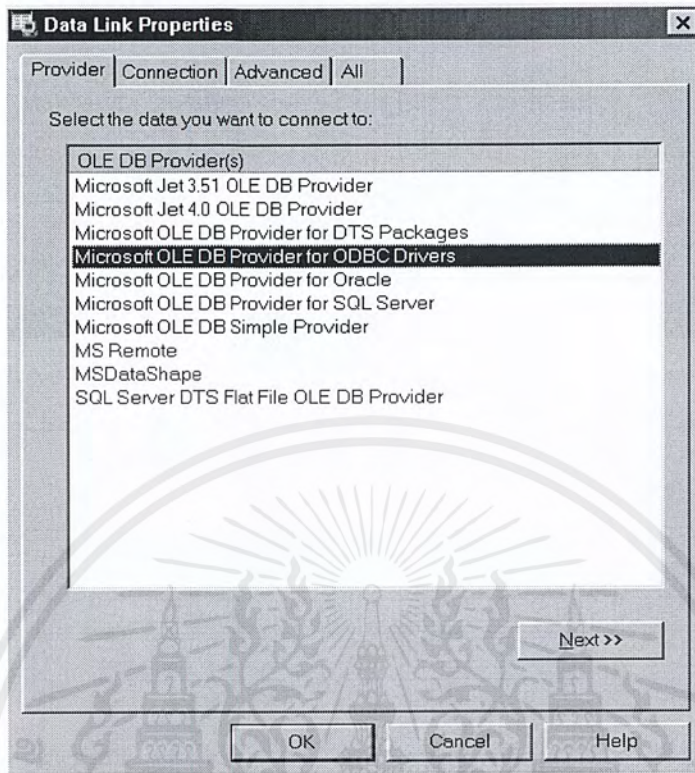 Data Link Properties
Provider Connection Advanced All
Select the data you want to connect to:
OLE DB Provider(s)
Microsoft Jet 3.51 OLE DB Provider
Microsoft Jet 4.0 OLE DB Provider
Microsoft OLE DB Provider for DTS Packages
Microsoft OLE DB Provider for ODBC Drivers
Microsoft OLE DB Provider for Oracle
Microsoft OLE DB Provider for SQL Server
Microsoft OLE DB Simple Provider
MS Remote
MSDataShape
SQL Server DTS Flat File OLE DB Provider
Next >>
OK Cancel Help